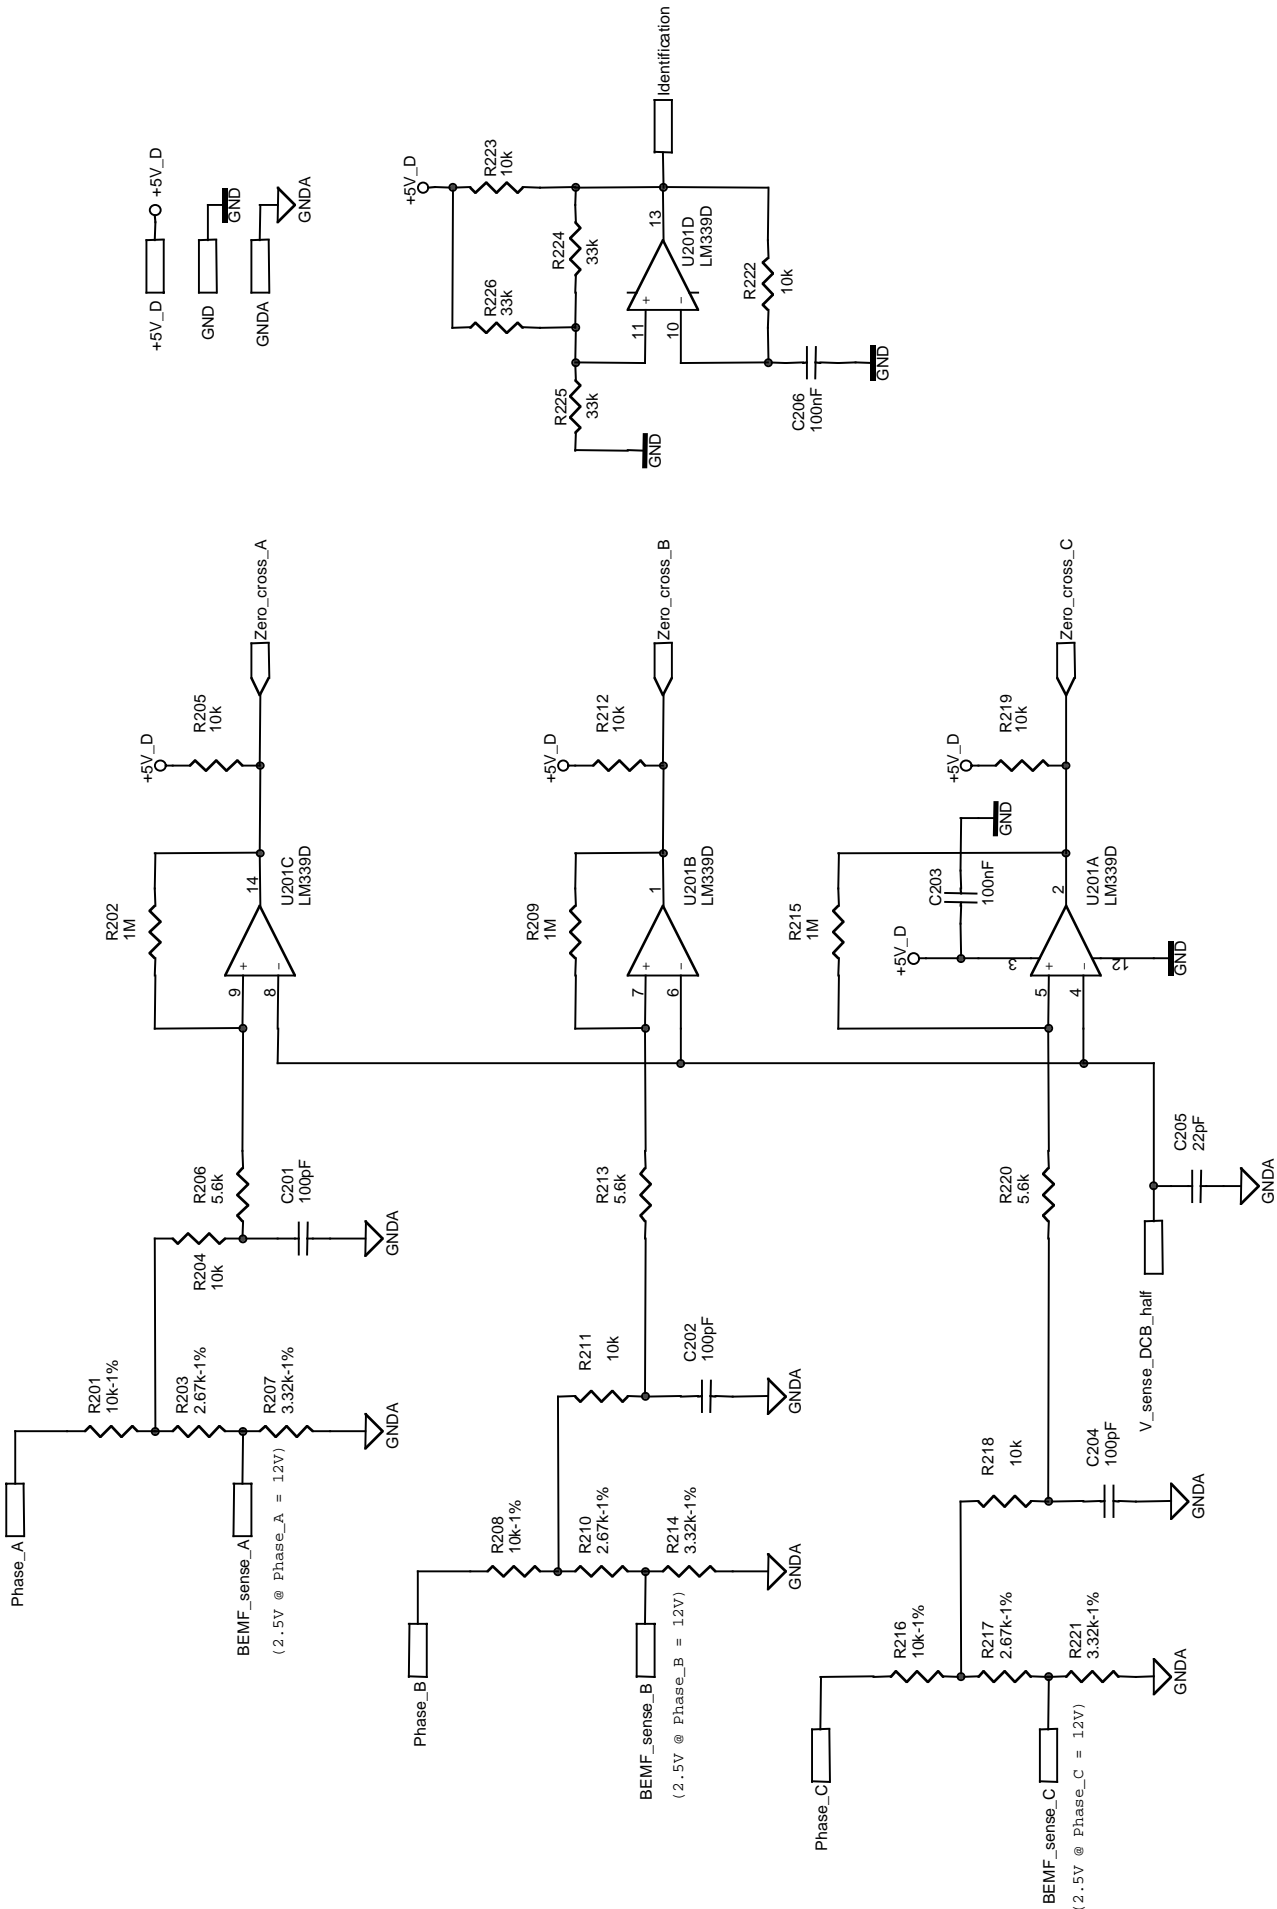 +5V_D
+5V_D
GND
GND
GNDA
GNDA
+5V_D
R223
10k
R226
33k
R224
33k
R225
33k
GND
11
10
+
-
13
U201D
LM339D
R222
10k
C206
100nF
GND
Identification
Phase_A
R201
10k-1%
R203
2.67k-1%
BEMF_sense_A
(2.5V @ Phase_A = 12V)
R207
3.32k-1%
GNDA
R204
10k
R206
5.6k
C201
100pF
GNDA
R202
1M
9
8
+
-
14
U201C
LM339D
+5V_D
R205
10k
Zero_cross_A
Phase_B
R208
10k-1%
R210
2.67k-1%
BEMF_sense_B
(2.5V @ Phase_B = 12V)
R214
3.32k-1%
GNDA
R211
10k
C202
100pF
GNDA
R213
5.6k
R209
1M
7
6
+
-
1
U201B
LM339D
+5V_D
R212
10k
Zero_cross_B
Phase_C
R216
10k-1%
R217
2.67k-1%
BEMF_sense_C
(2.5V @ Phase_C = 12V)
R221
3.32k-1%
GNDA
R218
10k
C204
100pF
GNDA
R220
5.6k
R215
1M
+5V_D
C203
100nF
GND
5
4
+
-
3
12
2
U201A
LM339D
GND
+5V_D
R219
10k
Zero_cross_C
V_sense_DCB_half
C205
22pF
GNDA